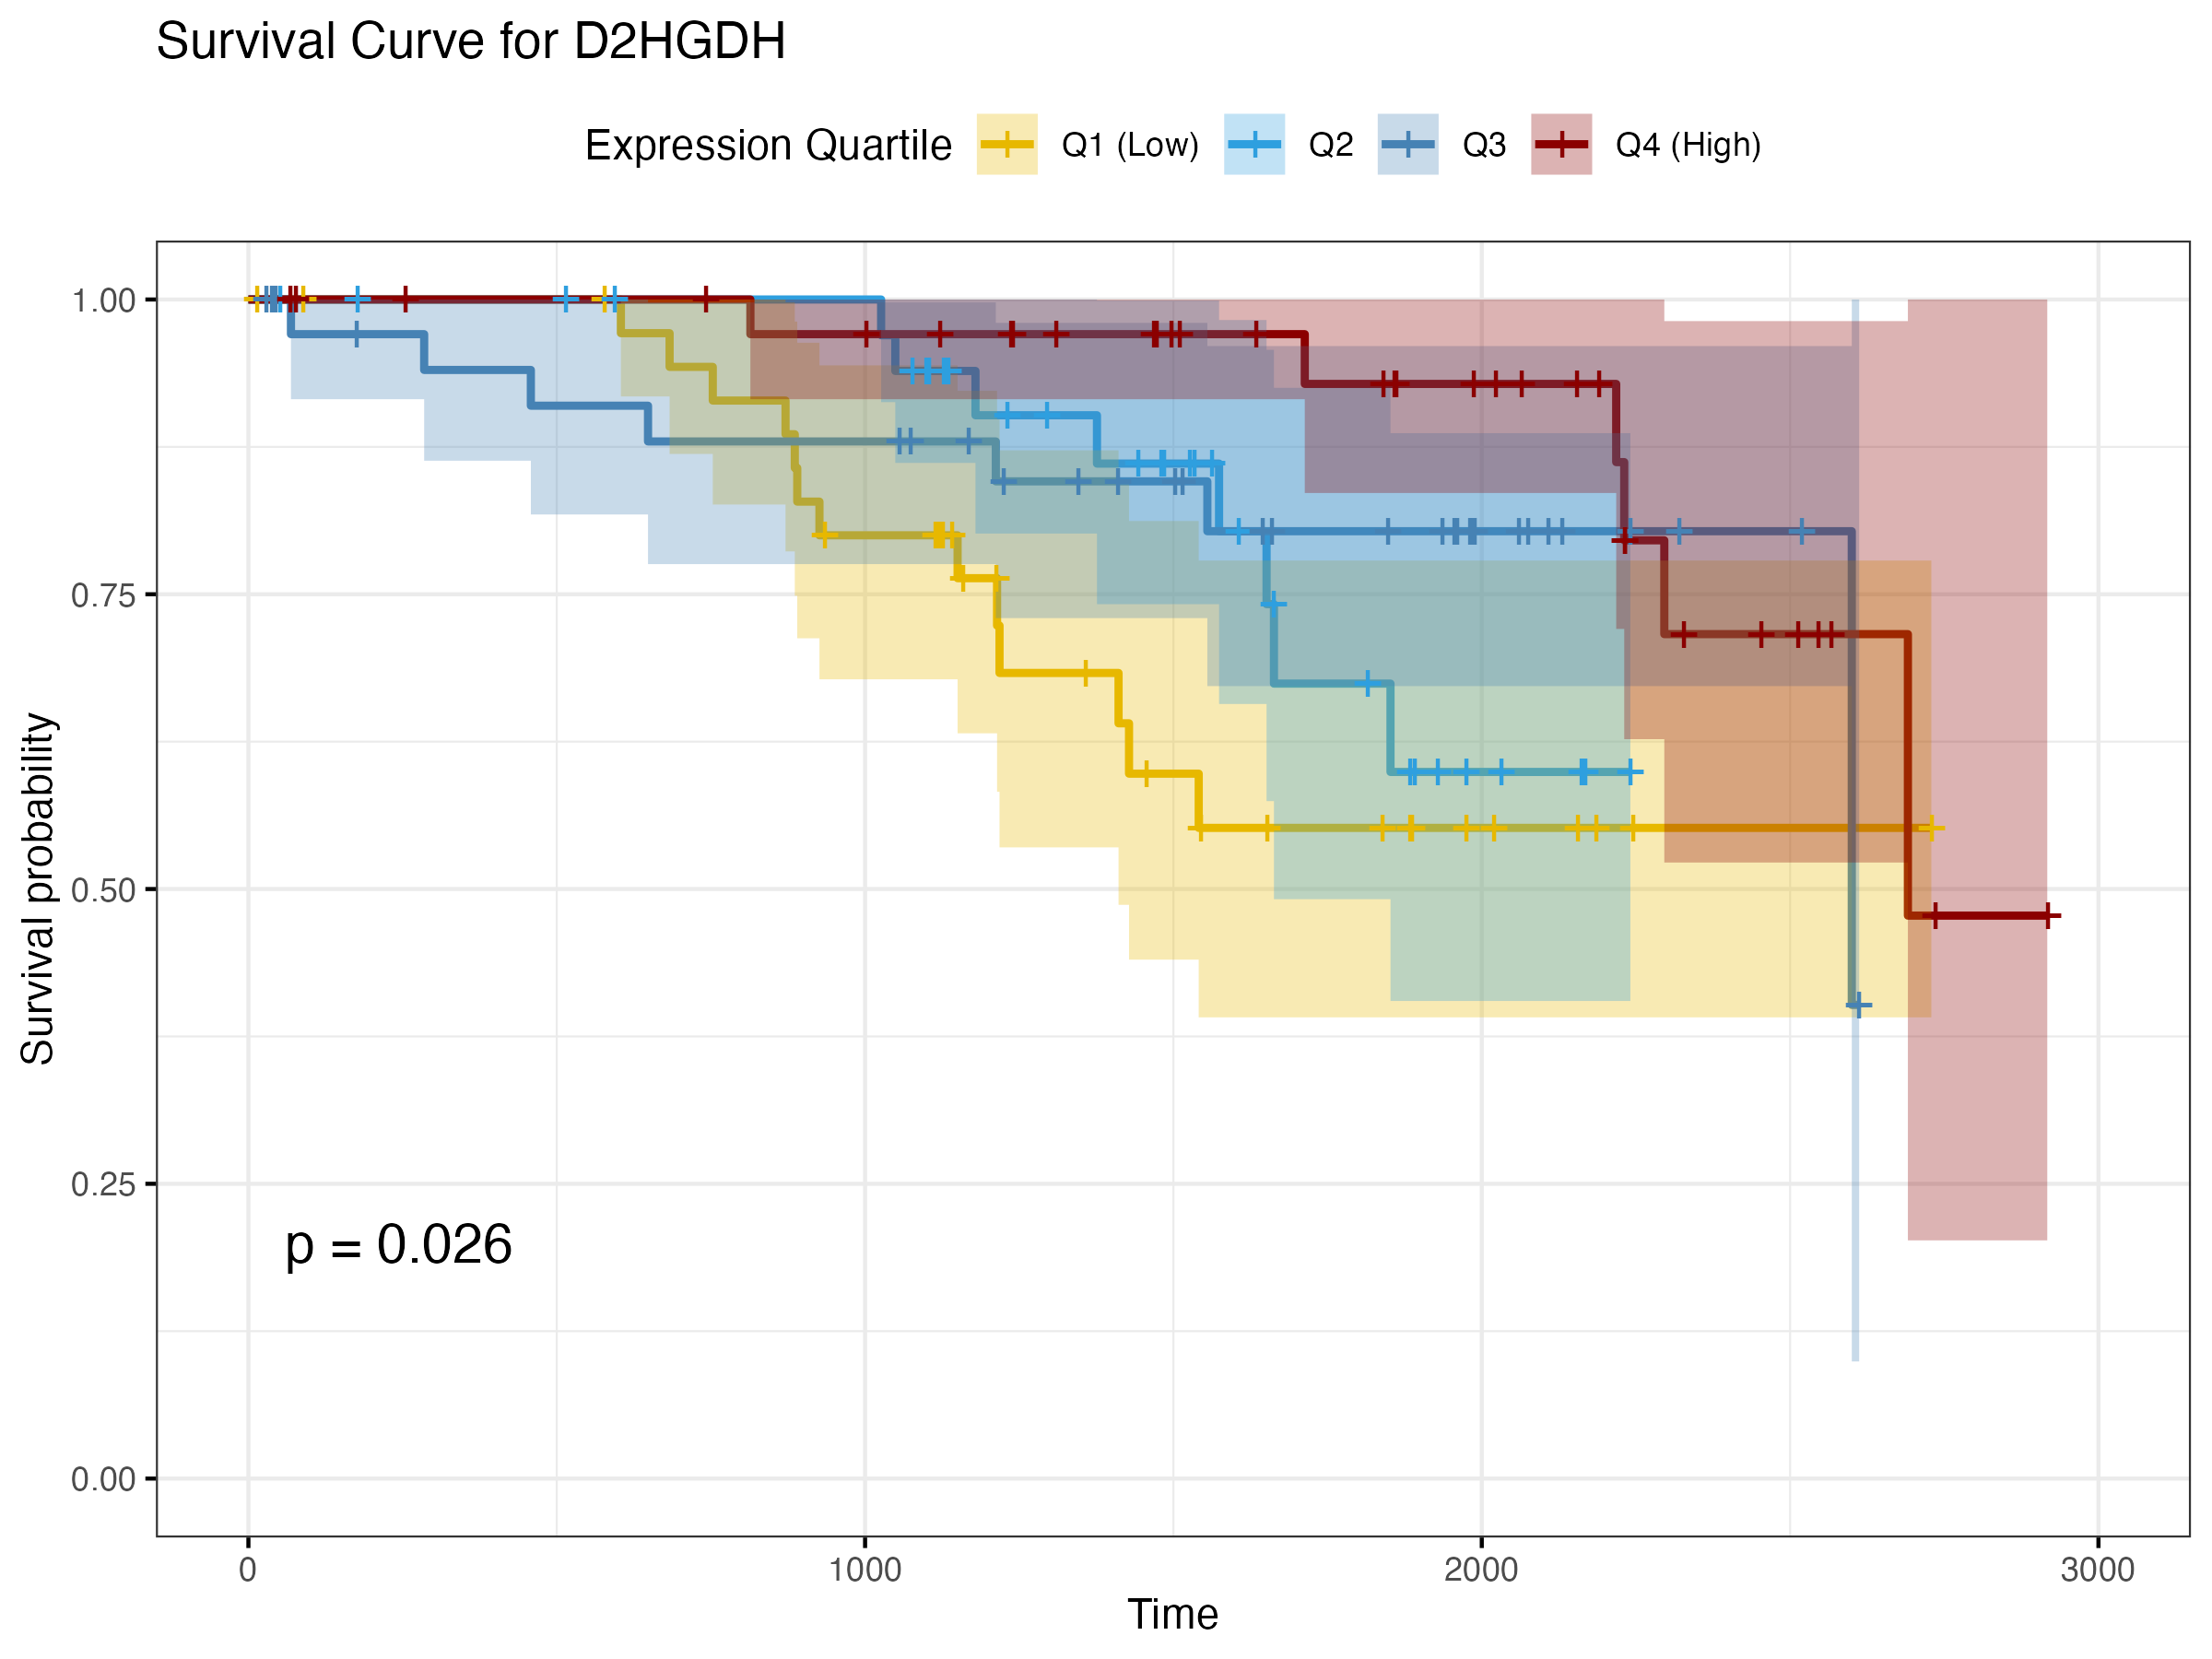 Survival Curve for D2HGDH
Expression Quartile Q1 (Low) Q2 Q3 Q4 (High)
1.00
0.75
0.50
0.25
0.00
Survival probability
p = 0.026
0 1000 2000 3000
Time